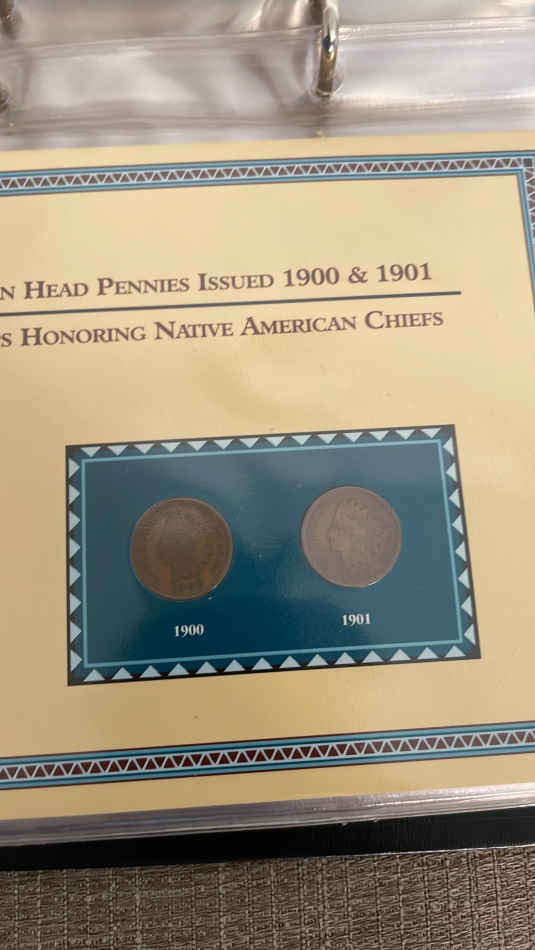 N HEAD PENNIES ISSUED 1900 & 1901
S HONORING NATIVE AMERICAN CHIEFS
1900
1901